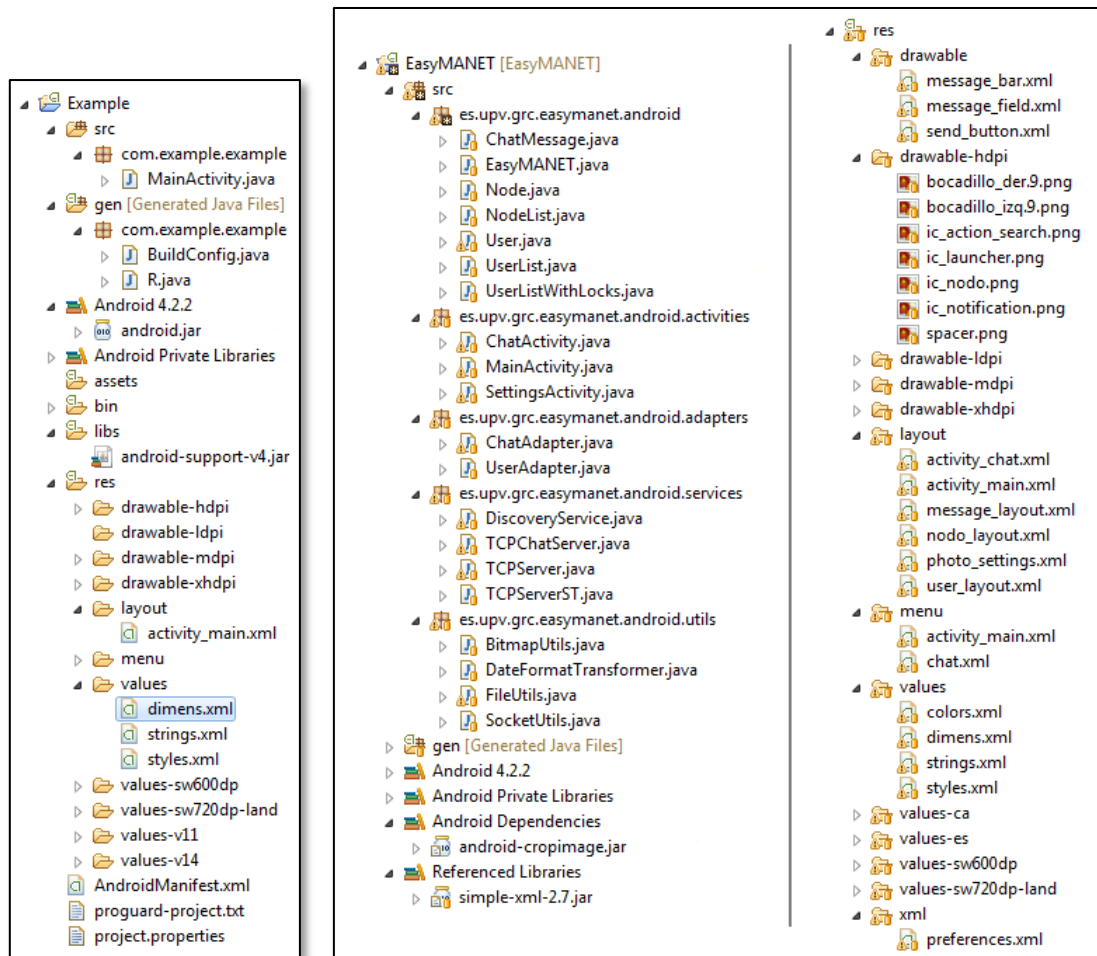 Example
src
com.example.example
MainActivity.java
gen [Generated Java Files]
com.example.example
BuildConfig.java
R.java
Android 4.2.2
android.jar
Android Private Libraries
assets
bin
libs
android-support-v4.jar
res
drawable-hdpi
drawable-ldpi
drawable-mdpi
drawable-xhdpi
layout
activity_main.xml
menu
values
dimens.xml
strings.xml
styles.xml
values-sw600dp
values-sw720dp-land
values-v11
values-v14
AndroidManifest.xml
proguard-project.txt
project.properties
EasyMANET [EasyMANET]
src
es.upv.grc.easymanet.android
ChatMessage.java
EasyMANET.java
Node.java
NodeList.java
User.java
UserList.java
UserListWithLocks.java
es.upv.grc.easymanet.android.activities
ChatActivity.java
MainActivity.java
SettingsActivity.java
es.upv.grc.easymanet.android.adapters
ChatAdapter.java
UserAdapter.java
es.upv.grc.easymanet.android.services
DiscoveryService.java
TCPChatServer.java
TCPServer.java
TCPServerST.java
es.upv.grc.easymanet.android.utils
BitmapUtils.java
DateFormatTransformer.java
FileUtils.java
SocketUtils.java
gen [Generated Java Files]
Android 4.2.2
Android Private Libraries
Android Dependencies
android-cropimage.jar
Referenced Libraries
simple-xml-2.7.jar
res
drawable
message_bar.xml
message_field.xml
send_button.xml
drawable-hdpi
bocadillo_der.9.png
bocadillo_izq.9.png
ic_action_search.png
ic_launcher.png
ic_nodo.png
ic_notification.png
spacer.png
drawable-ldpi
drawable-mdpi
drawable-xhdpi
layout
activity_chat.xml
activity_main.xml
message_layout.xml
nodo_layout.xml
photo_settings.xml
user_layout.xml
menu
activity_main.xml
chat.xml
values
colors.xml
dimens.xml
strings.xml
styles.xml
values-ca
values-es
values-sw600dp
values-sw720dp-land
xml
preferences.xml